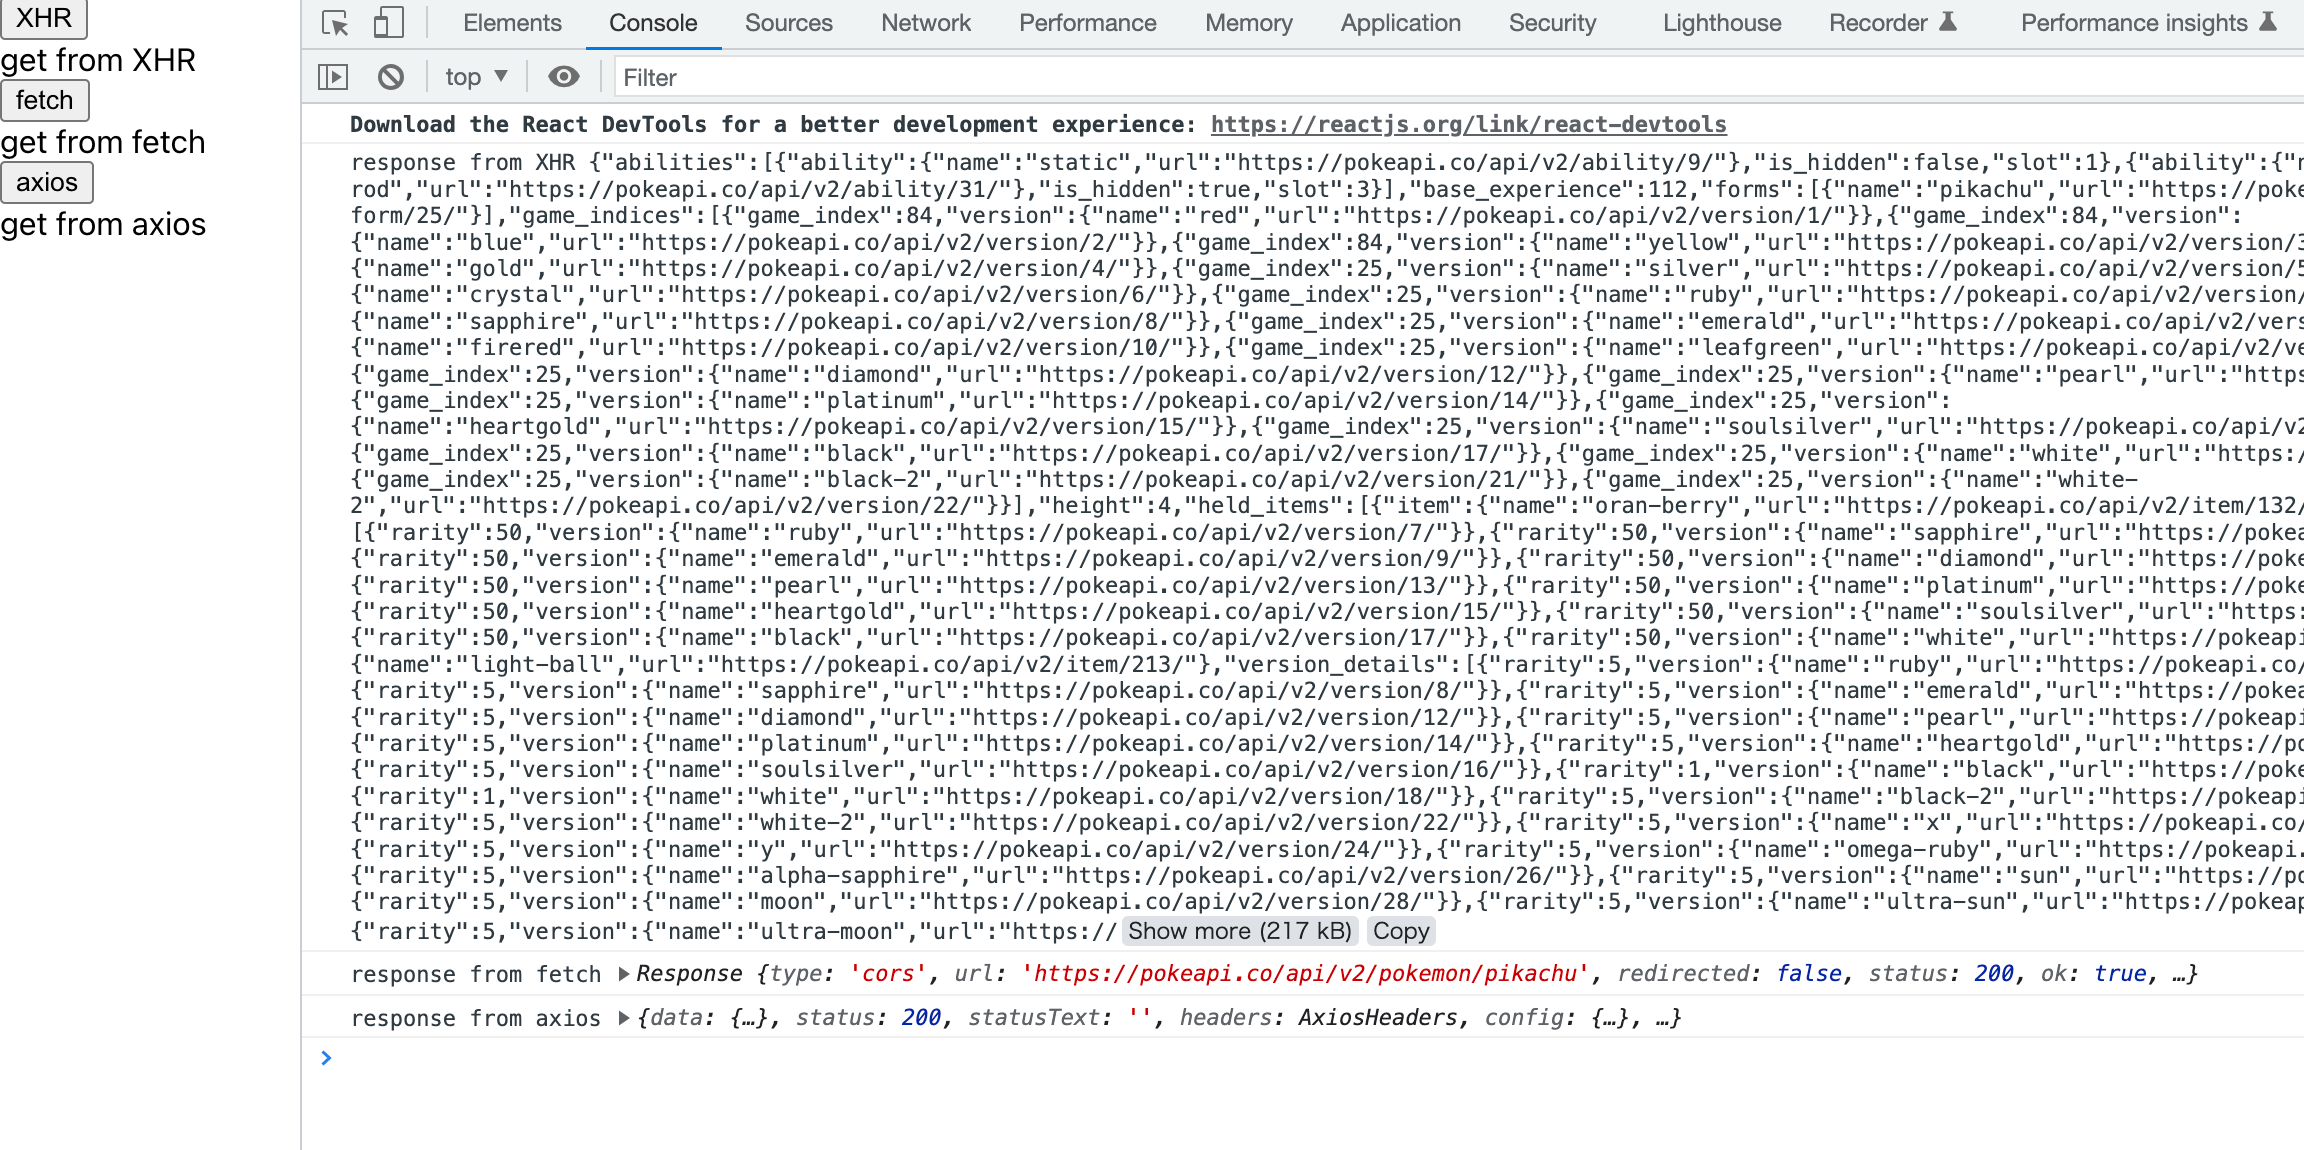 XHR
get from XHR
fetch
get from fetch
axios
get from axios
Elements Console Sources Network Performance Memory Application Security Lighthouse Recorder Performance insights
top Filter
Download the React DevTools for a better development experience: https://reactjs.org/link/react-devtools
response from XHR {"abilities":[{"ability":{"name":"static","url":"https://pokeapi.co/api/v2/ability/9/"},"is_hidden":false,"slot":1},{"ability":{"
rod","url":"https://pokeapi.co/api/v2/ability/31/"},"is_hidden":true,"slot":3}],"base_experience":112,"forms":[{"name":"pikachu","url":"https://poke
form/25/"}],"game_indices":[{"game_index":84,"version":{"name":"red","url":"https://pokeapi.co/api/v2/version/1/"}},{"game_index":84,"version":
{"name":"blue","url":"https://pokeapi.co/api/v2/version/2/"}},{"game_index":84,"version":{"name":"yellow","url":"https://pokeapi.co/api/v2/version/3
{"name":"gold","url":"https://pokeapi.co/api/v2/version/4/"}},{"game_index":25,"version":{"name":"silver","url":"https://pokeapi.co/api/v2/version/5
{"name":"crystal","url":"https://pokeapi.co/api/v2/version/6/"}},{"game_index":25,"version":{"name":"ruby","url":"https://pokeapi.co/api/v2/version/
{"name":"sapphire","url":"https://pokeapi.co/api/v2/version/8/"}},{"game_index":25,"version":{"name":"emerald","url":"https://pokeapi.co/api/v2/vers
{"name":"firered","url":"https://pokeapi.co/api/v2/version/10/"}},{"game_index":25,"version":{"name":"leafgreen","url":"https://pokeapi.co/api/v2/ve
{"game_index":25,"version":{"name":"diamond","url":"https://pokeapi.co/api/v2/version/12/"}},{"game_index":25,"version":{"name":"pearl","url":"https
{"game_index":25,"version":{"name":"platinum","url":"https://pokeapi.co/api/v2/version/14/"}},{"game_index":25,"version":
{"name":"heartgold","url":"https://pokeapi.co/api/v2/version/15/"}},{"game_index":25,"version":{"name":"soulsilver","url":"https://pokeapi.co/api/v2
{"game_index":25,"version":{"name":"black","url":"https://pokeapi.co/api/v2/version/17/"}},{"game_index":25,"version":{"name":"white","url":"https:/
{"game_index":25,"version":{"name":"black-2","url":"https://pokeapi.co/api/v2/version/21/"}},{"game_index":25,"version":{"name":"white-
2","url":"https://pokeapi.co/api/v2/version/22/"}}],"height":4,"held_items":[{"item":{"name":"oran-berry","url":"https://pokeapi.co/api/v2/item/132/
[{"rarity":50,"version":{"name":"ruby","url":"https://pokeapi.co/api/v2/version/7/"}},{"rarity":50,"version":{"name":"sapphire","url":"https://pokea
{"rarity":50,"version":{"name":"emerald","url":"https://pokeapi.co/api/v2/version/9/"}},{"rarity":50,"version":{"name":"diamond","url":"https://poke
{"rarity":50,"version":{"name":"pearl","url":"https://pokeapi.co/api/v2/version/13/"}},{"rarity":50,"version":{"name":"platinum","url":"https://poke
{"rarity":50,"version":{"name":"heartgold","url":"https://pokeapi.co/api/v2/version/15/"}},{"rarity":50,"version":{"name":"soulsilver","url":"https:
{"rarity":50,"version":{"name":"black","url":"https://pokeapi.co/api/v2/version/17/"}},{"rarity":50,"version":{"name":"white","url":"https://pokeapi
{"name":"light-ball","url":"https://pokeapi.co/api/v2/item/213/"},"version_details":[{"rarity":5,"version":{"name":"ruby","url":"https://pokeapi.co/
{"rarity":5,"version":{"name":"sapphire","url":"https://pokeapi.co/api/v2/version/8/"}},{"rarity":5,"version":{"name":"emerald","url":"https://pokea
{"rarity":5,"version":{"name":"diamond","url":"https://pokeapi.co/api/v2/version/12/"}},{"rarity":5,"version":{"name":"pearl","url":"https://pokeapi
{"rarity":5,"version":{"name":"platinum","url":"https://pokeapi.co/api/v2/version/14/"}},{"rarity":5,"version":{"name":"heartgold","url":"https://po
{"rarity":5,"version":{"name":"soulsilver","url":"https://pokeapi.co/api/v2/version/16/"}},{"rarity":1,"version":{"name":"black","url":"https://poke
{"rarity":1,"version":{"name":"white","url":"https://pokeapi.co/api/v2/version/18/"}},{"rarity":5,"version":{"name":"black-2","url":"https://pokeapi
{"rarity":5,"version":{"name":"white-2","url":"https://pokeapi.co/api/v2/version/22/"}},{"rarity":5,"version":{"name":"x","url":"https://pokeapi.co/
{"rarity":5,"version":{"name":"y","url":"https://pokeapi.co/api/v2/version/24/"}},{"rarity":5,"version":{"name":"omega-ruby","url":"https://pokeapi.
{"rarity":5,"version":{"name":"alpha-sapphire","url":"https://pokeapi.co/api/v2/version/26/"}},{"rarity":5,"version":{"name":"sun","url":"https://po
{"rarity":5,"version":{"name":"moon","url":"https://pokeapi.co/api/v2/version/28/"}},{"rarity":5,"version":{"name":"ultra-sun","url":"https://pokeap
{"rarity":5,"version":{"name":"ultra-moon","url":"https:// Show more (217 kB) Copy
response from fetch ▶Response {type: 'cors', url: 'https://pokeapi.co/api/v2/pokemon/pikachu', redirected: false, status: 200, ok: true, …}
response from axios ▶{data: {…}, status: 200, statusText: '', headers: AxiosHeaders, config: {…}, …}